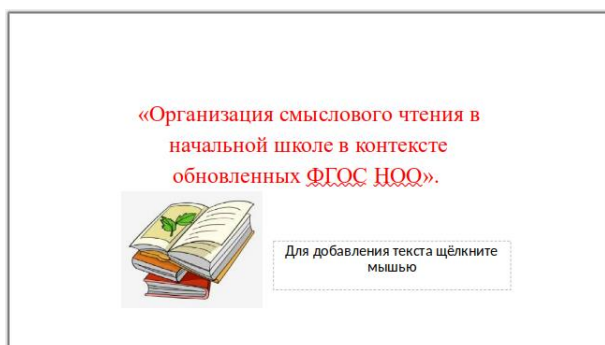 «Организация смыслового чтения в
начальной школе в контексте
обновленных ФГОС НОО».
Для добавления текста щёлкните
мышью